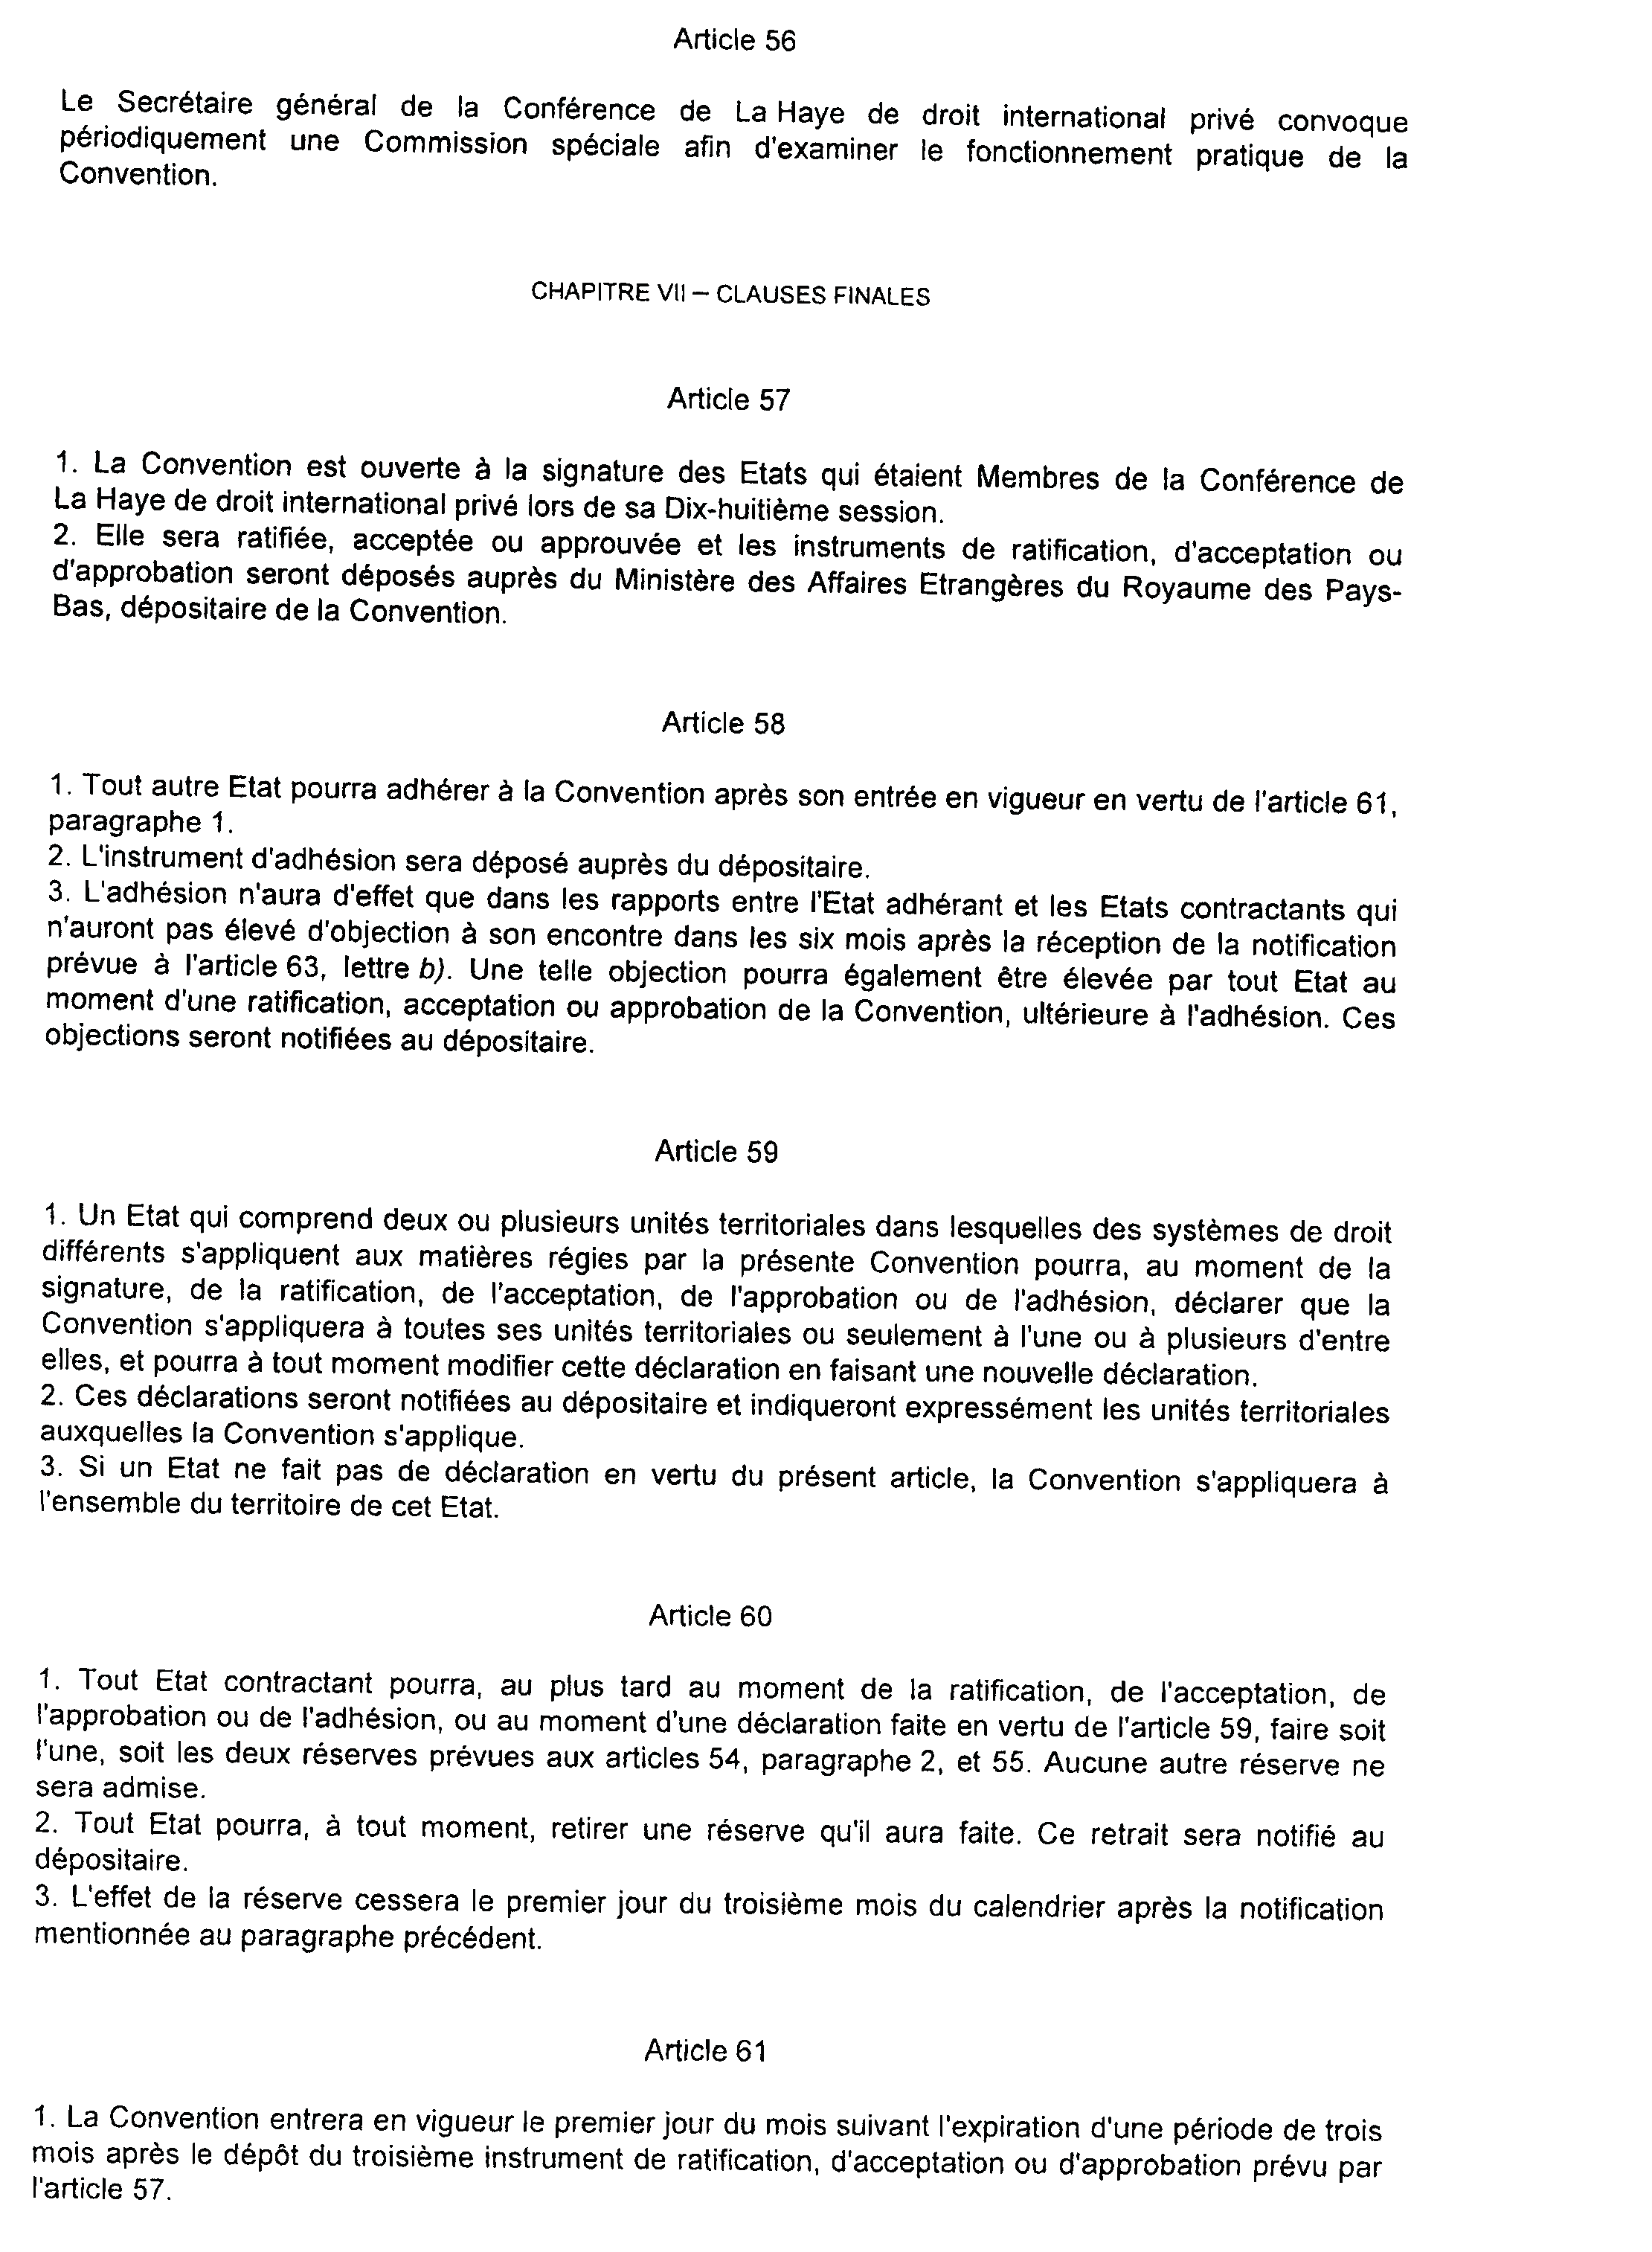 Article 56
Le Secrétaire général de la Conférence de La Haye de droit international privé convoque
périodiquement une Commission spéciale afin d'examiner le fonctionnement pratique de la
Convention.
CHAPITRE VII – CLAUSES FINALES
Article 57
1. La Convention est ouverte à la signature des Etats qui étaient Membres de la Conférence de
La Haye de droit international privé lors de sa Dix-huitième session.
2. Elle sera ratifiée, acceptée ou approuvée et les instruments de ratification, d'acceptation ou
d'approbation seront déposés auprès du Ministère des Affaires Etrangères du Royaume des Pays-
Bas, dépositaire de la Convention.
Article 58
1. Tout autre Etat pourra adhérer à la Convention après son entrée en vigueur en vertu de l'article 61,
paragraphe 1.
2. L'instrument d'adhésion sera déposé auprès du dépositaire.
3. L'adhésion n'aura d'effet que dans les rapports entre l'Etat adhérant et les Etats contractants qui
n'auront pas élevé d'objection à son encontre dans les six mois après la réception de la notification
prévue à l'article 63, lettre b). Une telle objection pourra également être élevée par tout Etat au
moment d'une ratification, acceptation ou approbation de la Convention, ultérieure à l'adhésion. Ces
objections seront notifiées au dépositaire.
Article 59
1. Un Etat qui comprend deux ou plusieurs unités territoriales dans lesquelles des systèmes de droit
différents s'appliquent aux matières régies par la présente Convention pourra, au moment de la
signature, de la ratification, de l'acceptation, de l'approbation ou de l'adhésion, déclarer que la
Convention s'appliquera à toutes ses unités territoriales ou seulement à l'une ou à plusieurs d'entre
elles, et pourra à tout moment modifier cette déclaration en faisant une nouvelle déclaration.
2. Ces déclarations seront notifiées au dépositaire et indiqueront expressément les unités territoriales
auxquelles la Convention s'applique.
3. Si un Etat ne fait pas de déclaration en vertu du présent article, la Convention s'appliquera à
l'ensemble du territoire de cet Etat.
Article 60
1. Tout Etat contractant pourra, au plus tard au moment de la ratification, de l'acceptation, de
l'approbation ou de l'adhésion, ou au moment d'une déclaration faite en vertu de l'article 59, faire soit
l'une, soit les deux réserves prévues aux articles 54, paragraphe 2, et 55. Aucune autre réserve ne
sera admise.
2. Tout Etat pourra, à tout moment, retirer une réserve qu'il aura faite. Ce retrait sera notifié au
dépositaire.
3. L'effet de la réserve cessera le premier jour du troisième mois du calendrier après la notification
mentionnée au paragraphe précédent.
Article 61
1. La Convention entrera en vigueur le premier jour du mois suivant l'expiration d'une période de trois
mois après le dépôt du troisième instrument de ratification, d'acceptation ou d'approbation prévu par
l'article 57.